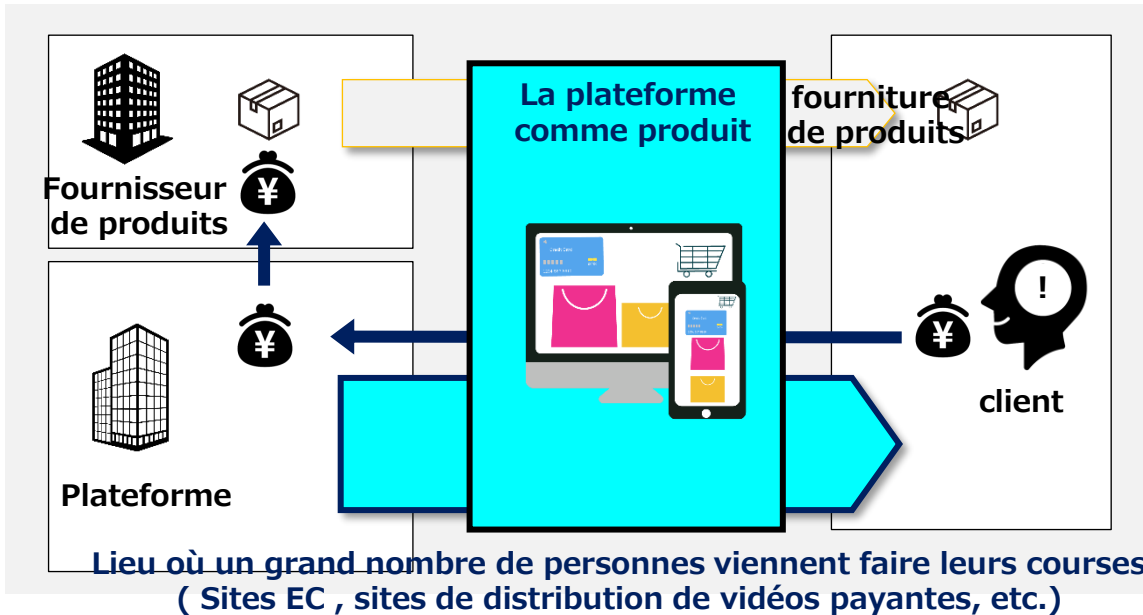 La plateforme
comme produit
fourniture
de produits
Fournisseur
de produits
¥
¥
¥
!
client
Plateforme
Lieu où un grand nombre de personnes viennent faire leurs courses
( Sites EC , sites de distribution de vidéos payantes, etc.)